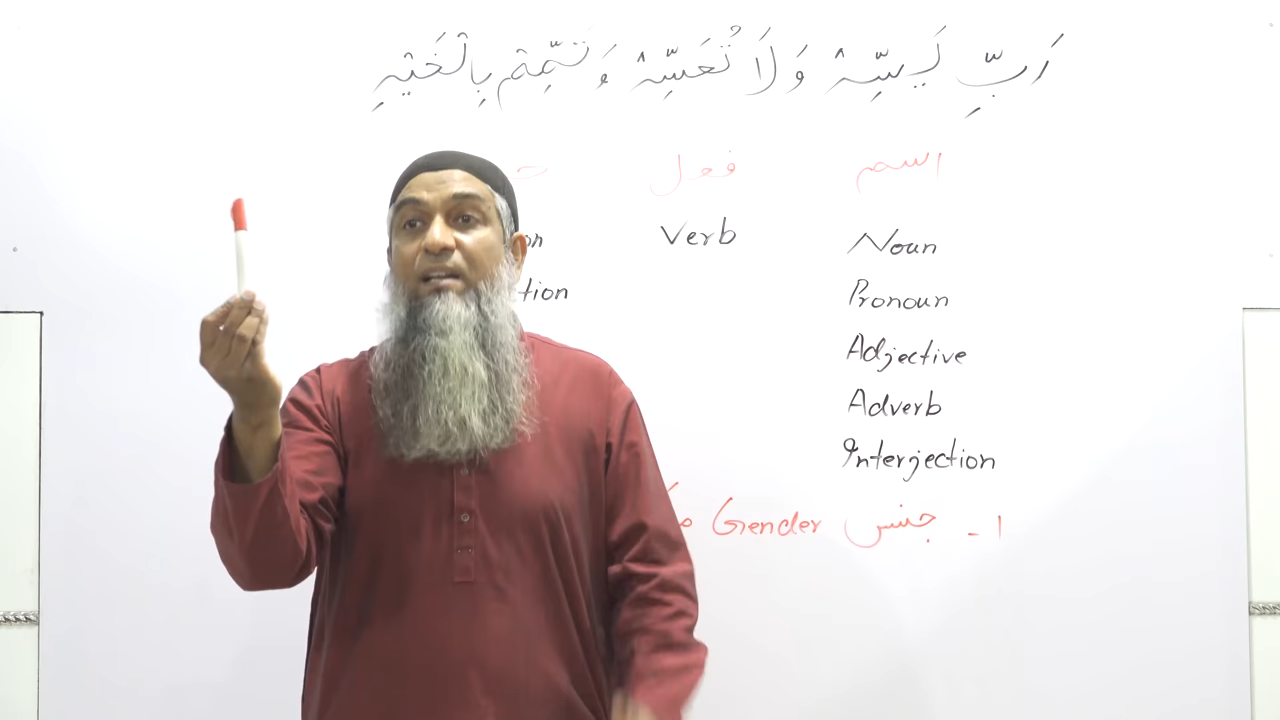 رَبِّ يَسِّرْ وَلَا تُعَسِّرْ وَتَمِّمْ بِالْخَيْرِ
اسم فعل
Noun Verb
Pronoun tion
Adjective
Adverb
Interjection
١- جنس Gender